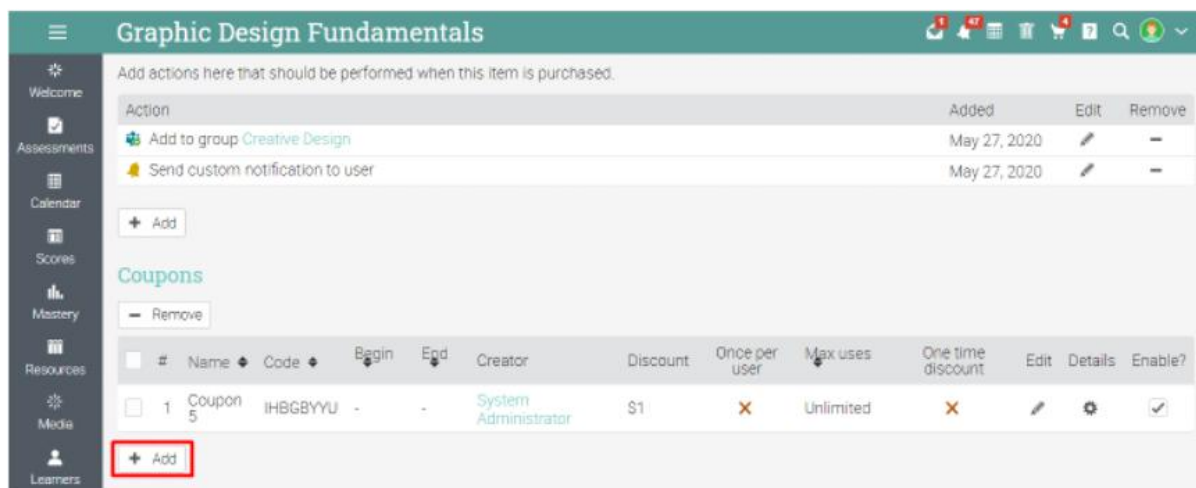 Graphic Design Fundamentals
1 47 4 ?
Welcome
Assessments
Calendar
Scores
Mastery
Resources
Media
Learners
Add actions here that should be performed when this item is purchased.
Action Added Edit Remove
Add to group Creative Design May 27, 2020
Send custom notification to user May 27, 2020
+ Add
Coupons
− Remove
# Name Code Begin End Creator Discount Once per user Max uses One time discount Edit Details Enable?
1 Coupon 5 IHBGBYYU - - System Administrator $1 Unlimited
+ Add